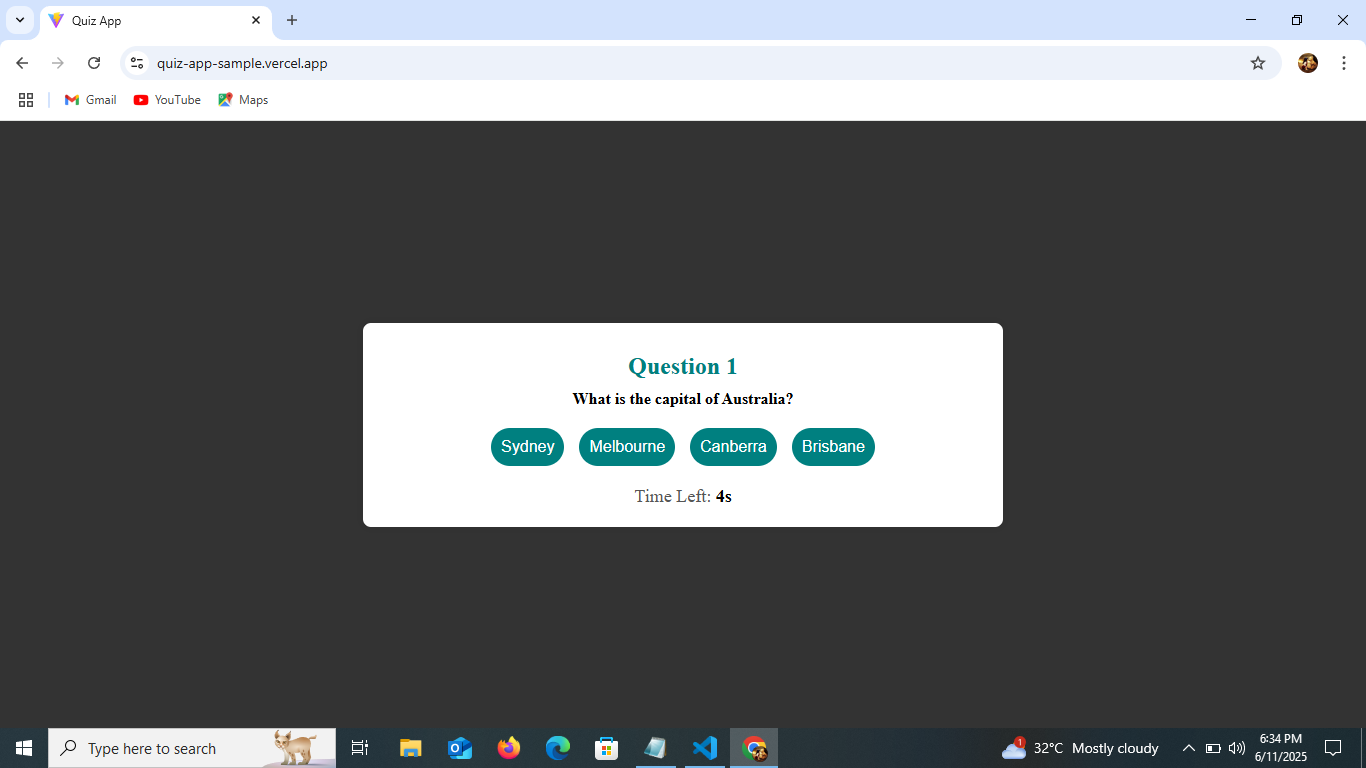 Quiz App
quiz-app-sample.vercel.app
Gmail YouTube Maps
Question 1
What is the capital of Australia?
Sydney Melbourne Canberra Brisbane
Time Left: 4s
Type here to search
1
32°C Mostly cloudy
6:34 PM
6/11/2025